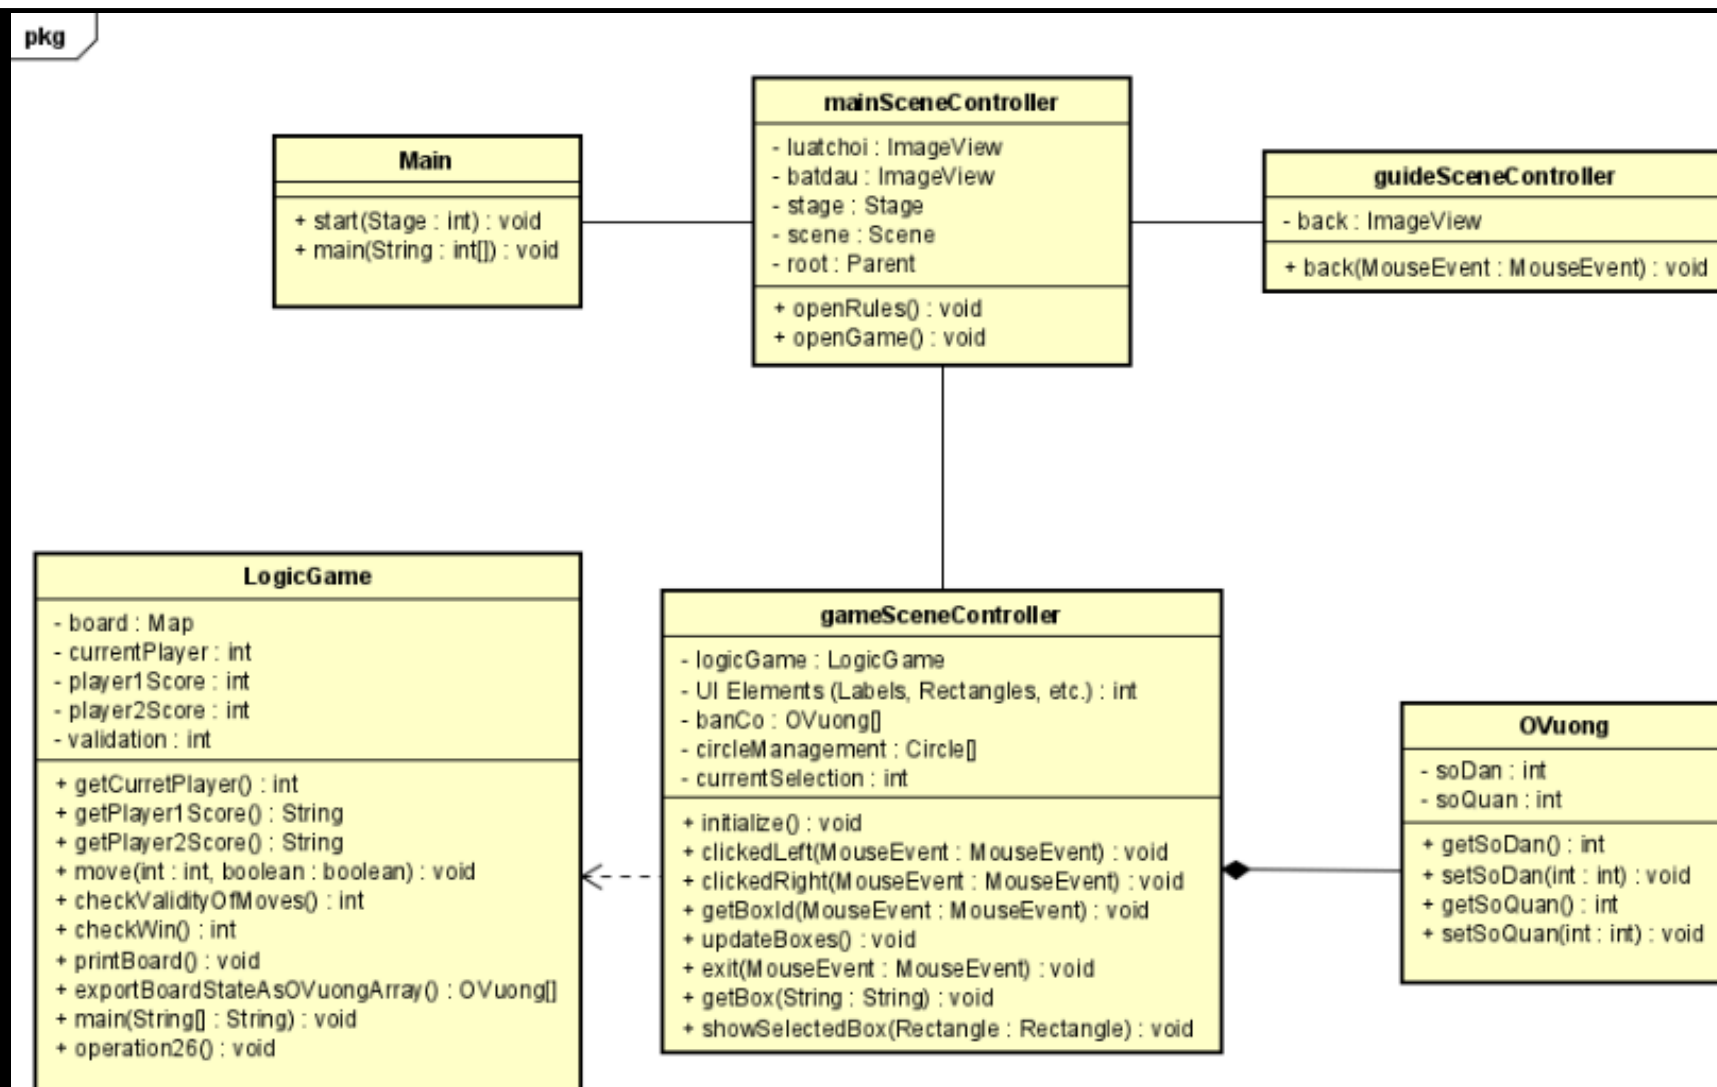 pkg
mainSceneController
- luatchoi : ImageView
- batdau : ImageView
- stage : Stage
- scene : Scene
- root : Parent
+ openRules() : void
+ openGame() : void
Main
+ start(Stage : int) : void
+ main(String : int[]) : void
guideSceneController
- back : ImageView
+ back(MouseEvent : MouseEvent) : void
LogicGame
- board : Map
- currentPlayer : int
- player1Score : int
- player2Score : int
- validation : int
+ getCurretPlayer() : int
+ getPlayer1Score() : String
+ getPlayer2Score() : String
+ move(int : int, boolean : boolean) : void
+ checkValidityOfMoves() : int
+ checkWin() : int
+ printBoard() : void
+ exportBoardStateAsOVuongArray() : OVuong[]
+ main(String[] : String) : void
+ operation26() : void
gameSceneController
- logicGame : LogicGame
- UI Elements (Labels, Rectangles, etc.) : int
- banCo : OVuong[]
- circleManagement : Circle[]
- currentSelection : int
+ initialize() : void
+ clickedLeft(MouseEvent : MouseEvent) : void
+ clickedRight(MouseEvent : MouseEvent) : void
+ getBoxId(MouseEvent : MouseEvent) : void
+ updateBoxes() : void
+ exit(MouseEvent : MouseEvent) : void
+ getBox(String : String) : void
+ showSelectedBox(Rectangle : Rectangle) : void
OVuong
- soDan : int
- soQuan : int
+ getSoDan() : int
+ setSoDan(int : int) : void
+ getSoQuan() : int
+ setSoQuan(int : int) : void